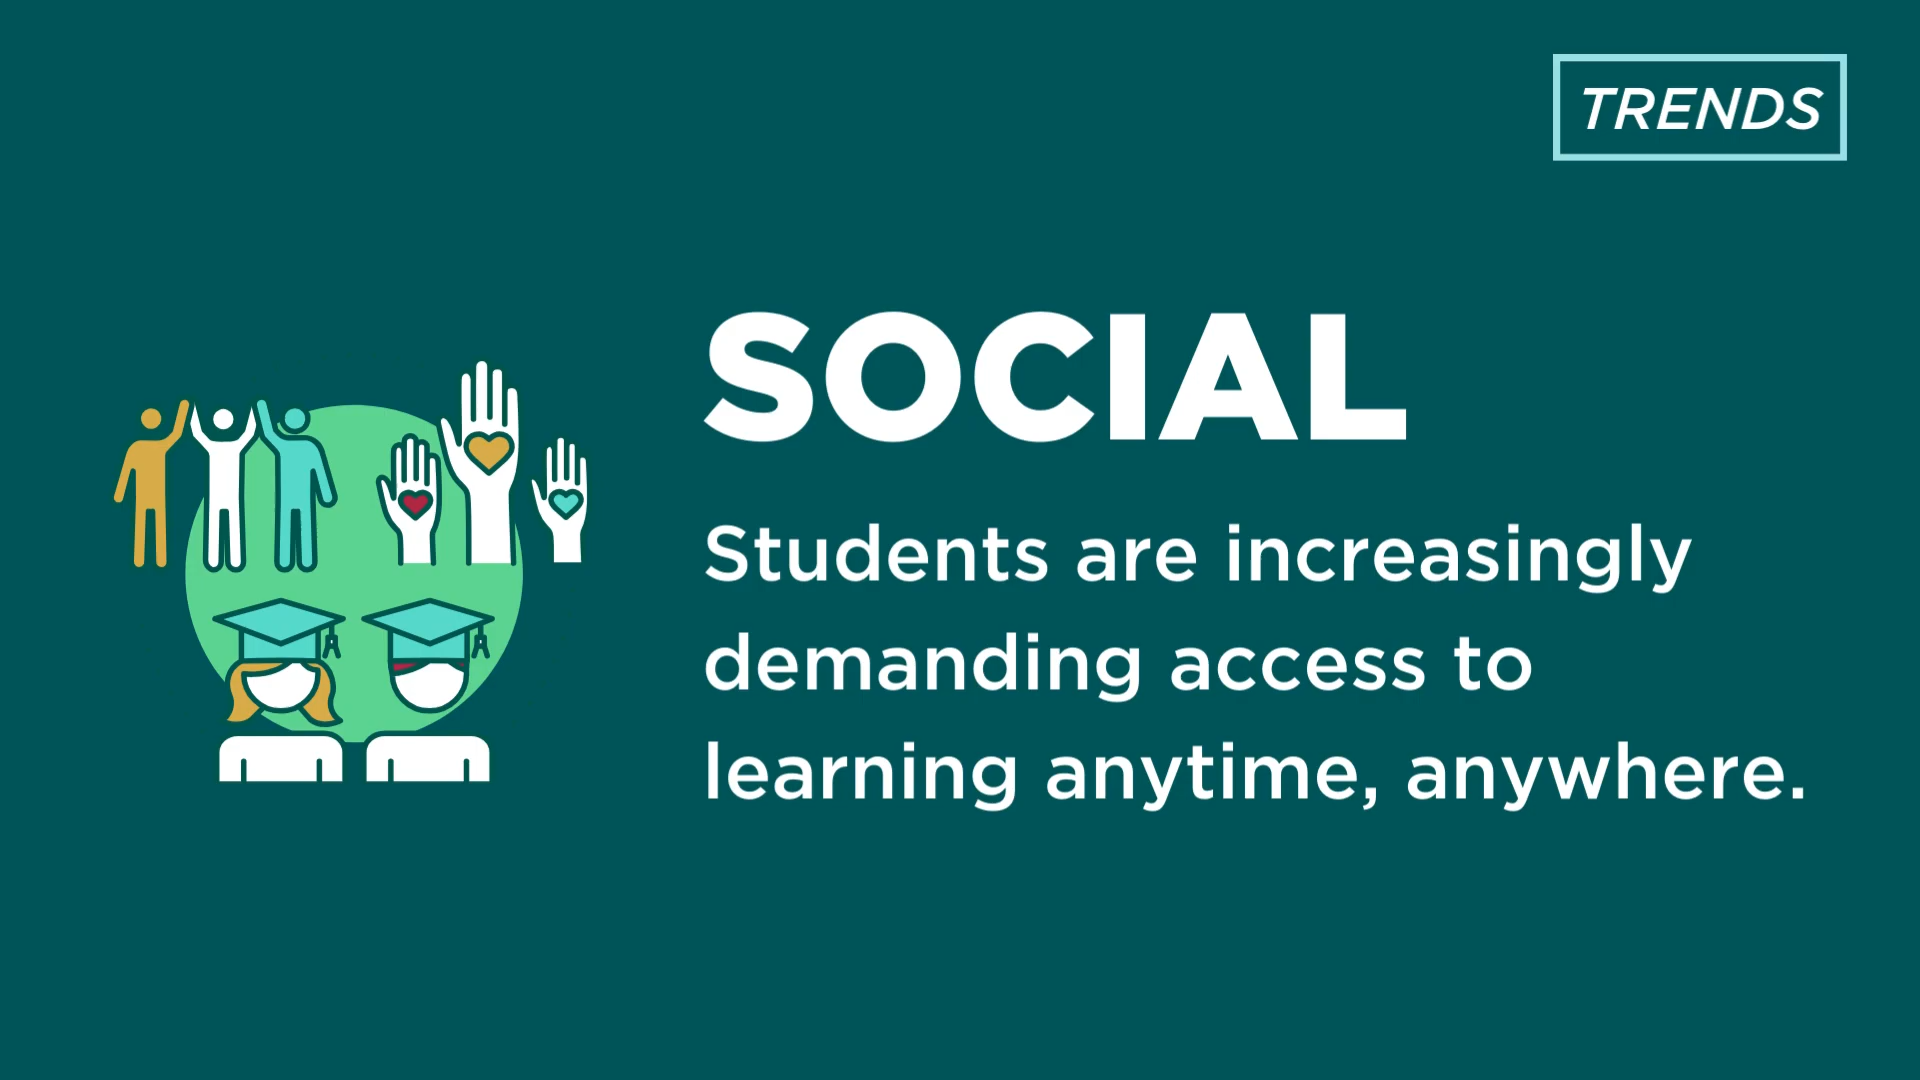 TRENDS
SOCIAL
Students are increasingly
demanding access to
learning anytime, anywhere.